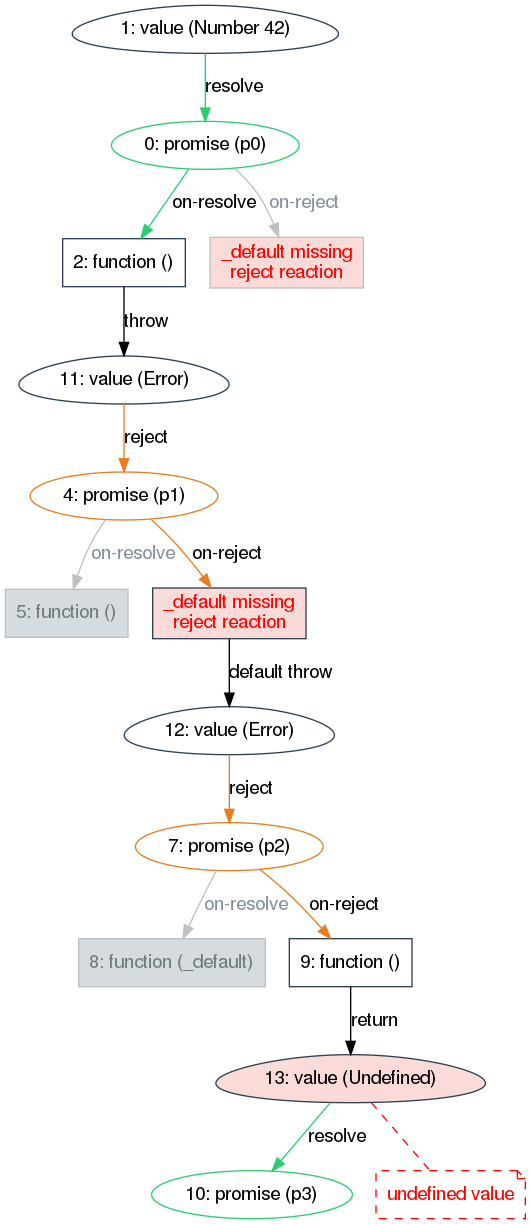 1: value (Number 42)
resolve
0: promise (p0)
on-resolve
on-reject
2: function ()
_default missing
reject reaction
throw
11: value (Error)
reject
4: promise (p1)
on-resolve
on-reject
5: function ()
_default missing
reject reaction
default throw
12: value (Error)
reject
7: promise (p2)
on-resolve
on-reject
8: function (_default)
9: function ()
return
13: value (Undefined)
resolve
10: promise (p3)
undefined value